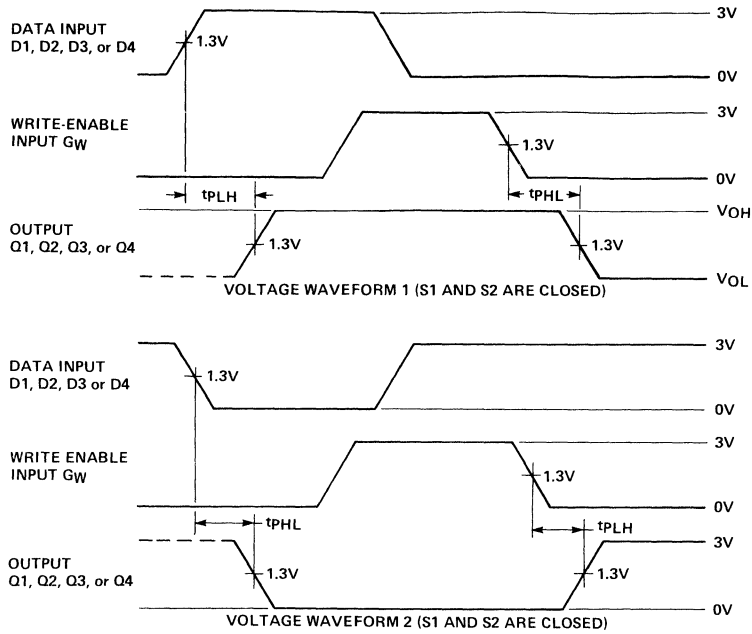 DATA INPUT
D1, D2, D3, or D4
1.3V
3V
0V
WRITE-ENABLE
INPUT GW
3V
1.3V
0V
tPLH
tPHL
OUTPUT
Q1, Q2, Q3, or Q4
VOH
1.3V
1.3V
VOL
VOLTAGE WAVEFORM 1 (S1 AND S2 ARE CLOSED)
DATA INPUT
D1, D2, D3 or D4
3V
1.3V
0V
WRITE ENABLE
INPUT GW
3V
1.3V
0V
tPHL
tPLH
OUTPUT
Q1, Q2, Q3, or Q4
3V
1.3V
1.3V
0V
VOLTAGE WAVEFORM 2 (S1 AND S2 ARE CLOSED)